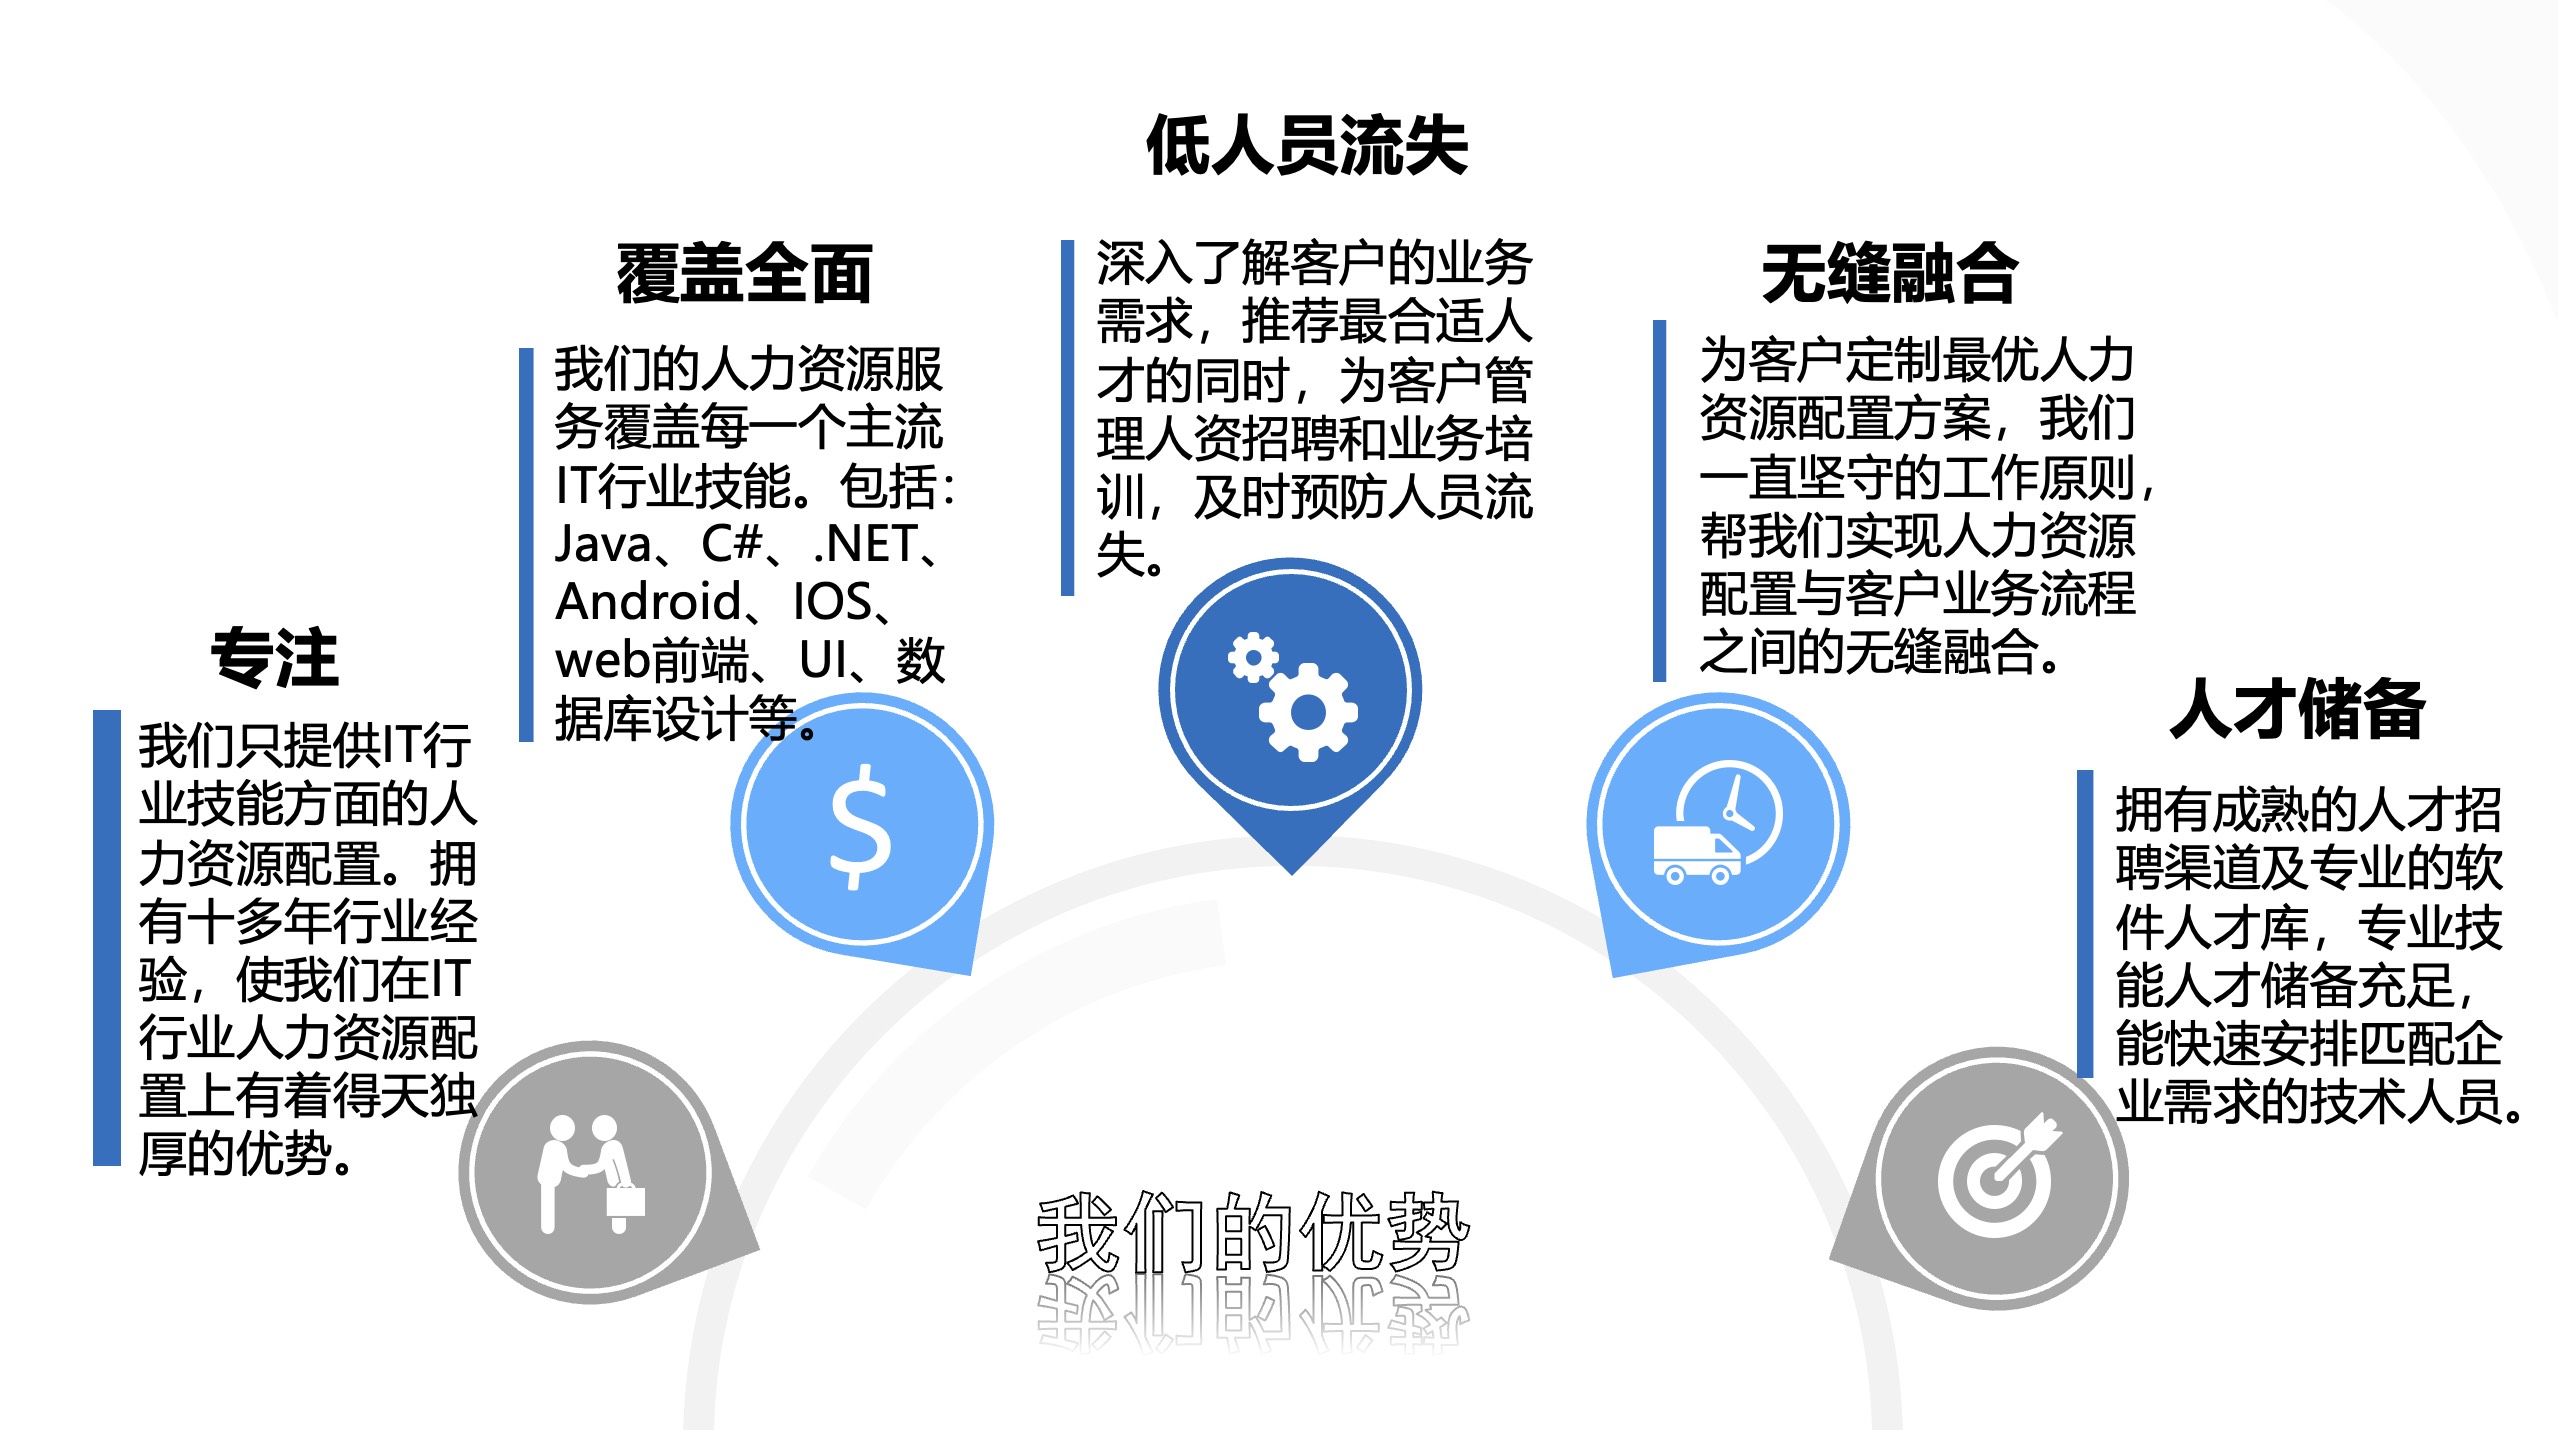 专注
我们只提供IT行
业技能方面的人
力资源配置。拥
有十多年行业经
验，使我们在IT
行业人力资源配
置上有着得天独
厚的优势。
覆盖全面
我们的人力资源服
务覆盖每一个主流
IT行业技能。包括：
Java、C#、.NET、
Android、IOS、
web前端、UI、数
据库设计等。
$
低人员流失
深入了解客户的业务
需求，推荐最合适人
才的同时，为客户管
理人资招聘和业务培
训，及时预防人员流
失。
无缝融合
为客户定制最优人力
资源配置方案，我们
一直坚守的工作原则，
帮我们实现人力资源
配置与客户业务流程
之间的无缝融合。
人才储备
拥有成熟的人才招
聘渠道及专业的软
件人才库，专业技
能人才储备充足，
能快速安排匹配企
业需求的技术人员。
我们的优势